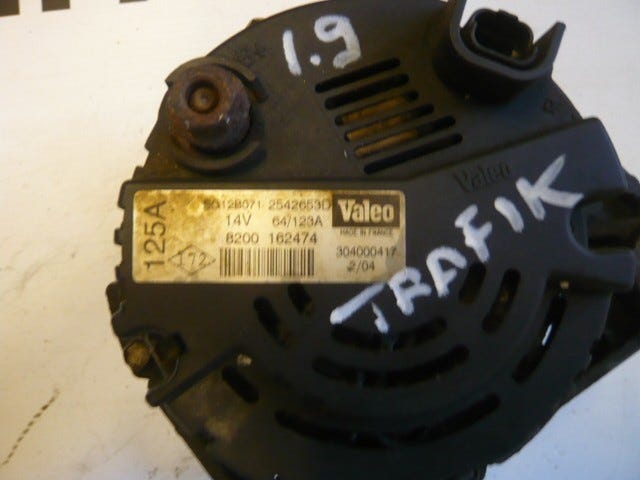 1.9
Valeo
125A
SG12B071 2542653D
14V 64/123A
8200 162474
172
Valeo
MADE IN FRANCE
304000417
2/04
TRAFIK